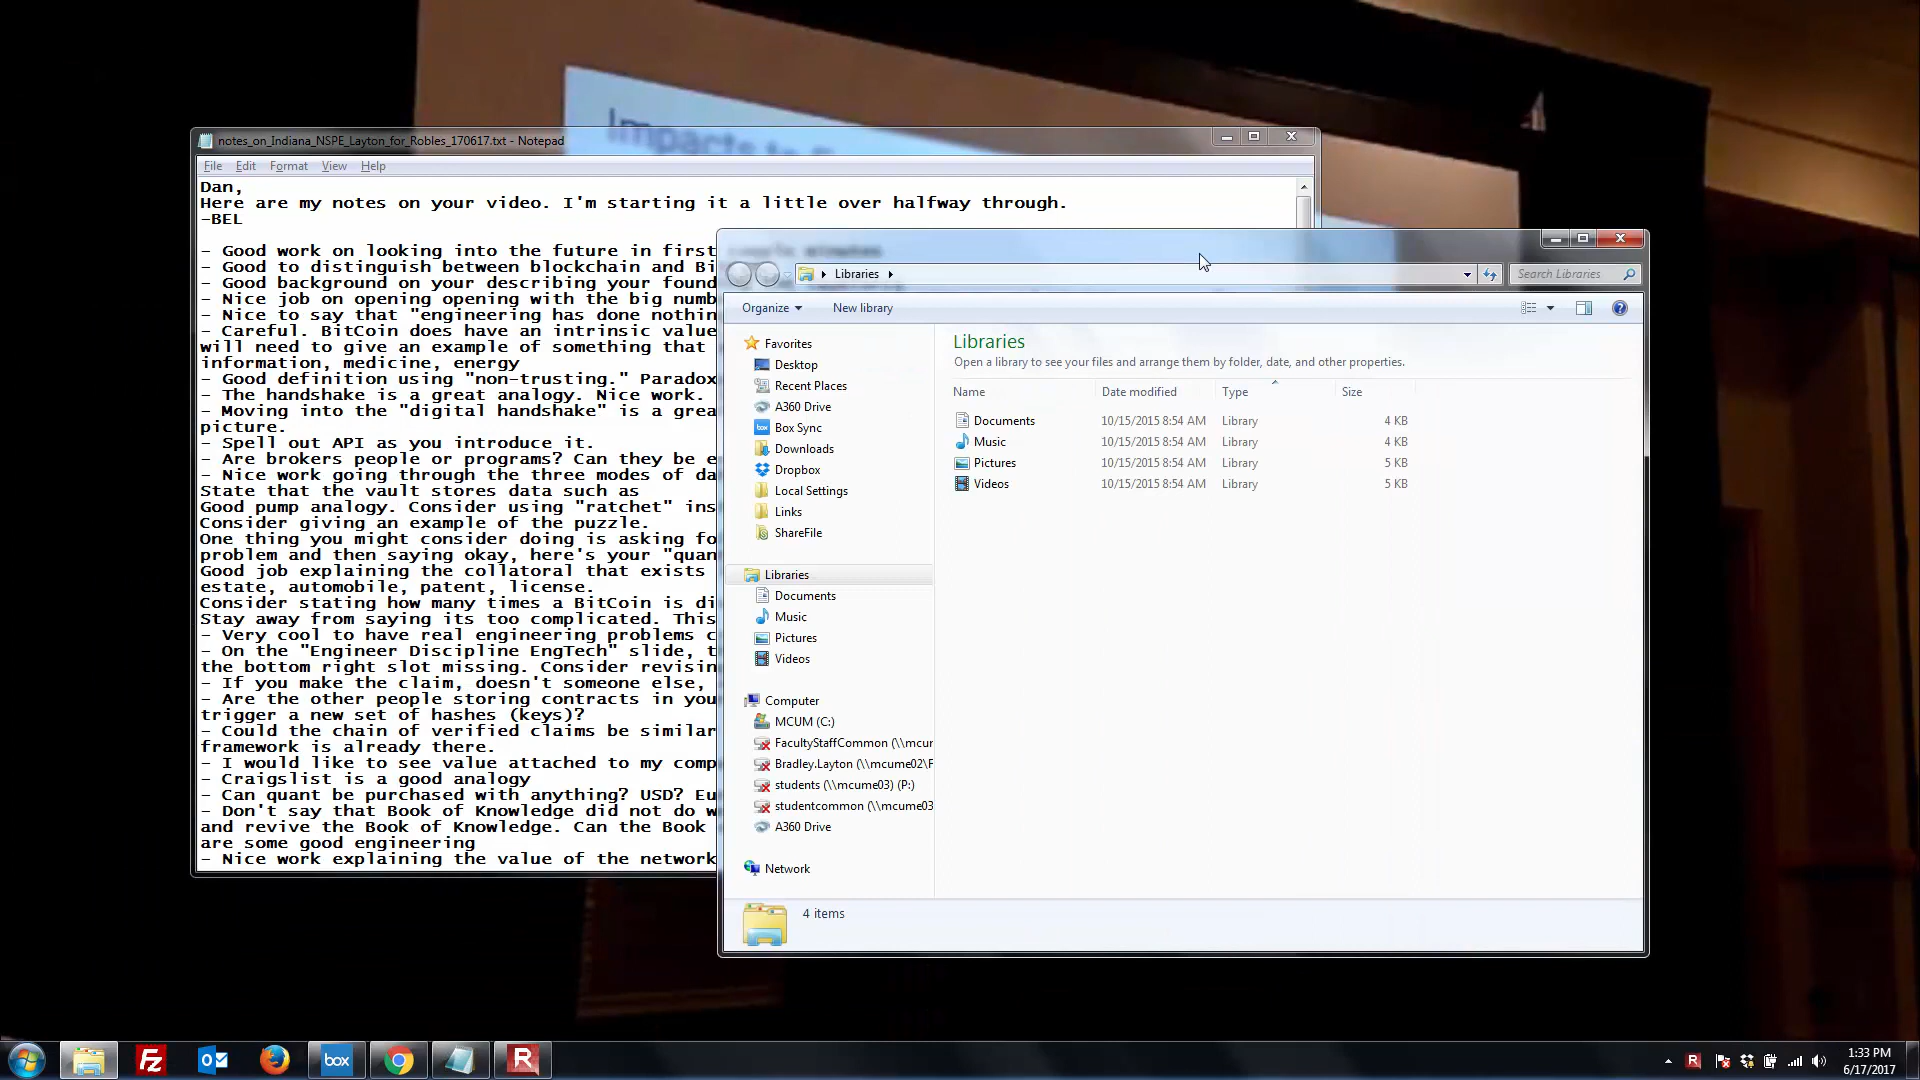 Impacts to
notes_on_Indiana_NSPE_Layton_for_Robles_170617.txt - Notepad
File Edit Format View Help
Dan,
Here are my notes on your video. I'm starting it a little over halfway through.
-BEL
- Good work on looking into the future in first
- Good to distinguish between blockchain and Bi
- Good background on your describing your found
- Nice job on opening opening with the big numb
- Nice to say that "engineering has done nothin
- Careful. BitCoin does have an intrinsic value
will need to give an example of something that
information, medicine, energy
- Good definition using "non-trusting." Paradox
- The handshake is a great analogy. Nice work.
- Moving into the "digital handshake" is a grea
picture.
- Spell out API as you introduce it.
- Are brokers people or programs? Can they be e
- Nice work going through the three modes of da
State that the vault stores data such as
Good pump analogy. Consider using "ratchet" ins
Consider giving an example of the puzzle.
One thing you might consider doing is asking fo
problem and then saying okay, here's your "quan
Good job explaining the collatoral that exists
estate, automobile, patent, license.
Consider stating how many times a BitCoin is di
Stay away from saying its too complicated. This
- Very cool to have real engineering problems c
- On the "Engineer Discipline EngTech" slide, t
the bottom right slot missing. Consider revisin
- If you make the claim, doesn't someone else,
- Are the other people storing contracts in you
trigger a new set of hashes (keys)?
- Could the chain of verified claims be similar
framework is already there.
- I would like to see value attached to my comp
- Craigslist is a good analogy
- Can quant be purchased with anything? USD? Eu
- Don't say that Book of Knowledge did not do w
and revive the Book of Knowledge. Can the Book
are some good engineering
- Nice work explaining the value of the network
Libraries
Search Libraries
Organize
New library
Favorites
Desktop
Recent Places
A360 Drive
Box Sync
Downloads
Dropbox
Local Settings
Links
ShareFile
Libraries
Documents
Music
Pictures
Videos
Computer
MCUM (C:)
FacultyStaffCommon (\\mcur
Bradley.Layton (\\mcume02\F
students (\\mcume03) (P:)
studentcommon (\\mcume03
A360 Drive
Network
Libraries
Open a library to see your files and arrange them by folder, date, and other properties.
Name Date modified Type Size
Documents 10/15/2015 8:54 AM Library 4 KB
Music 10/15/2015 8:54 AM Library 4 KB
Pictures 10/15/2015 8:54 AM Library 5 KB
Videos 10/15/2015 8:54 AM Library 5 KB
4 items
Fz
box
R
R
1:33 PM
6/17/2017